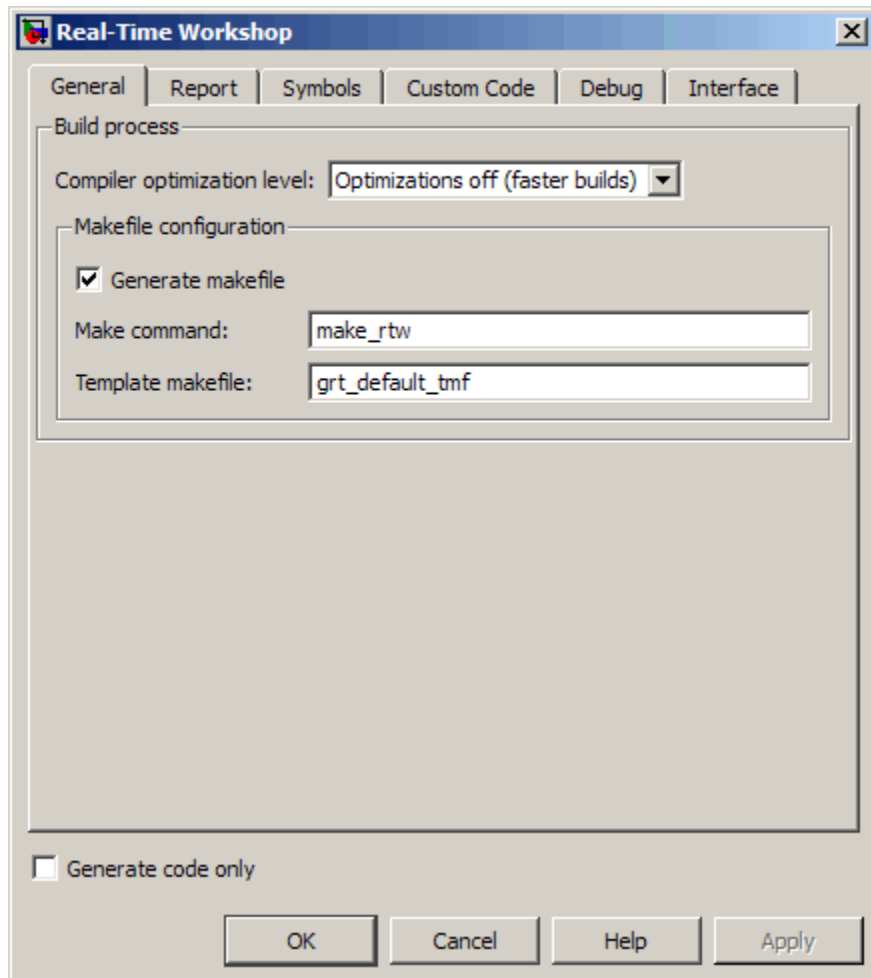 Real-Time Workshop
General Report Symbols Custom Code Debug Interface
Build process
Compiler optimization level: Optimizations off (faster builds)
Makefile configuration
Generate makefile
Make command: make_rtw
Template makefile: grt_default_tmf
Generate code only
OK Cancel Help Apply